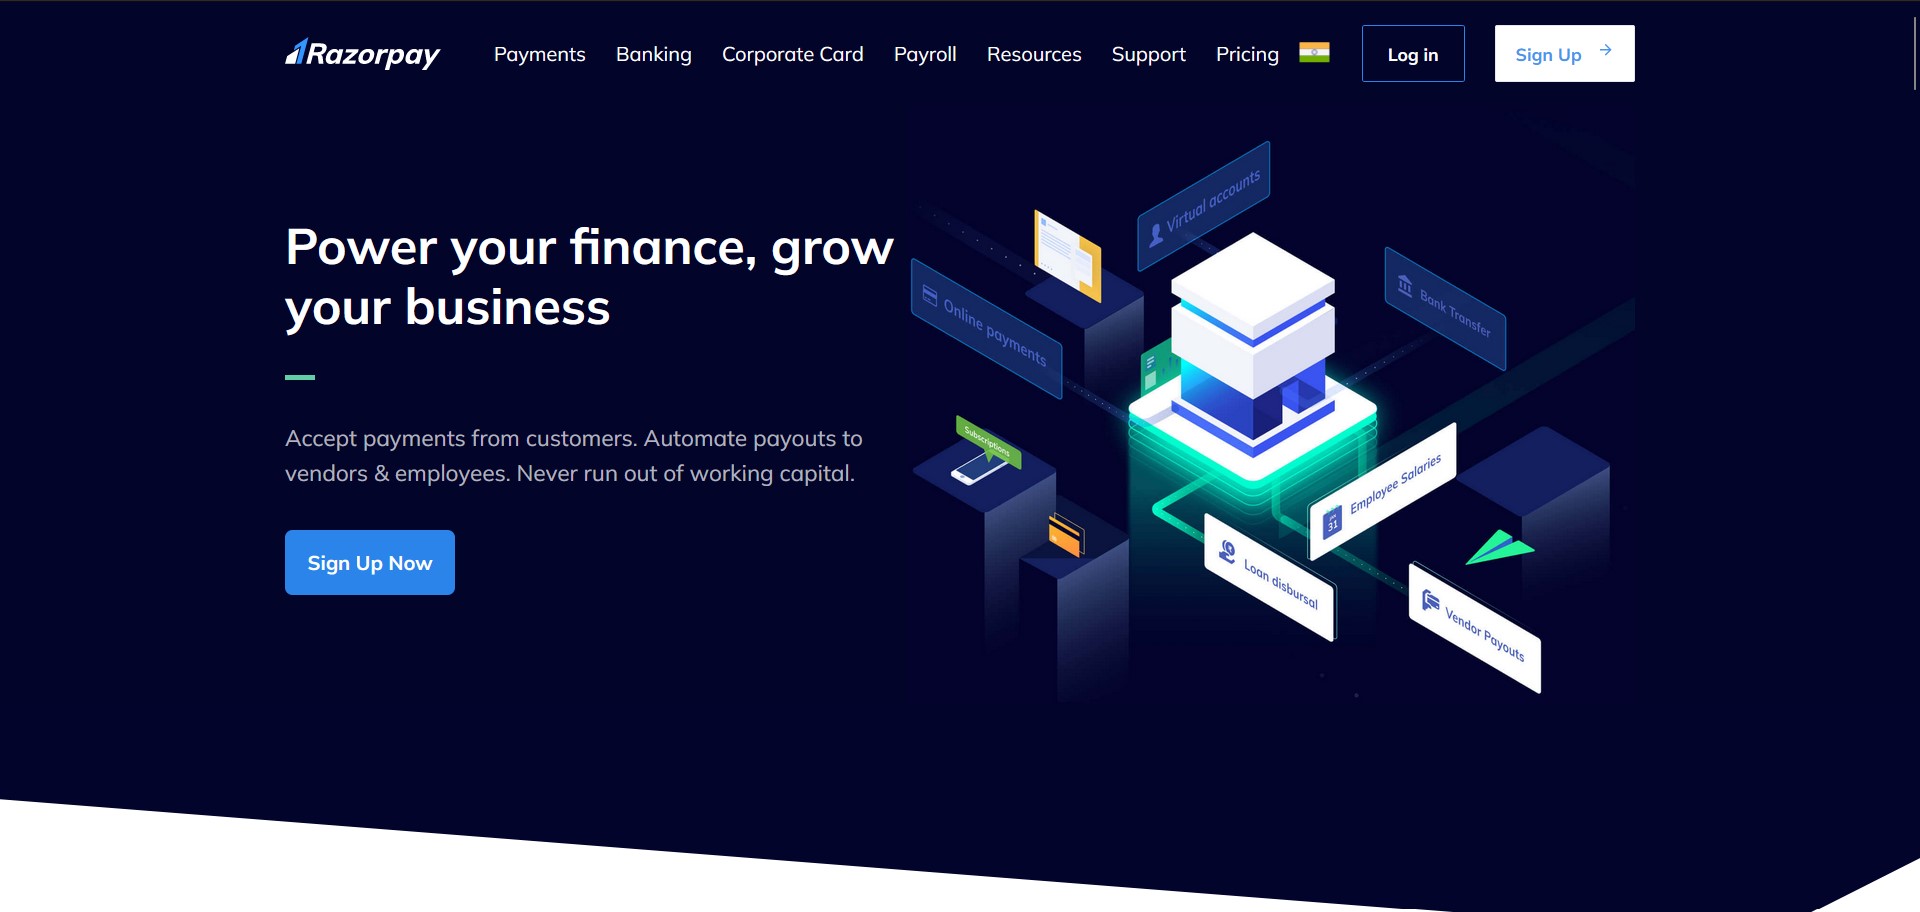 Razorpay
Payments
Banking
Corporate Card
Payroll
Resources
Support
Pricing
Log in
Sign Up
Power your finance, grow
your business
Accept payments from customers. Automate payouts to
vendors & employees. Never run out of working capital.
Sign Up Now
Virtual accounts
Bank Transfer
Online payments
Subscriptions
Employee Salaries
31
Loan disbursal
Vendor Payouts